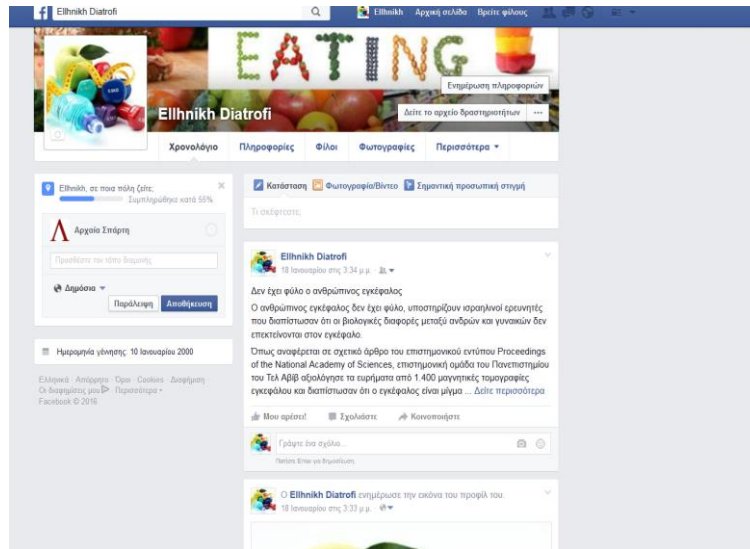 Ellhnikh Diatrofi
Ellhnikh Αρχική σελίδα Βρείτε φίλους
EATING
Ενημέρωση πληροφοριών
Ellhnikh Diatrofi
Δείτε το αρχείο δραστηριοτήτων ...
Χρονολόγιο Πληροφορίες Φίλοι Φωτογραφίες Περισσότερα
Ellhnikh, σε ποια πόλη ζείτε;
Συμπληρώθηκε κατά 55%
Αρχαία Σπάρτη
Προσθέστε τον τόπο διαμονής
Δημόσιο
Παράλειψη Αποθήκευση
Ημερομηνία γέννησης: 10 Ιανουαρίου 2000
Ελληνικά · Απόρρητο · Όροι · Cookies · Διαφήμιση
Οι διαφημίσεις μου · Περισσότερα
Facebook © 2016
Κατάσταση Φωτογραφία/Βίντεο Σημαντική προσωπική στιγμή
Τι σκέφτεστε;
Ellhnikh Diatrofi
18 Ιανουαρίου στις 3:34 μ.μ. ·
Δεν έχει φύλο ο ανθρώπινος εγκέφαλος
Ο ανθρώπινος εγκέφαλος δεν έχει φύλο, υποστηρίζουν ισραηλινοί ερευνητές
που διαπίστωσαν ότι οι βιολογικές διαφορές μεταξύ ανδρών και γυναικών δεν
επεκτείνονται στον εγκέφαλο.
Όπως αναφέρεται σε σχετικό άρθρο του επιστημονικού εντύπου Proceedings
of the National Academy of Sciences, επιστημονική ομάδα του Πανεπιστημίου
του Τελ Αβίβ αξιολόγησε τα ευρήματα από 1.400 μαγνητικές τομογραφίες
εγκεφάλου και διαπίστωσαν ότι ο εγκέφαλος είναι μίγμα ... Δείτε περισσότερα
Μου αρέσει! Σχολιάστε Κοινοποιήστε
Γράψτε ένα σχόλιο...
Πατήστε Enter για δημοσίευση.
Ο Ellhnikh Diatrofi ενημέρωσε την εικόνα του προφίλ του.
18 Ιανουαρίου στις 3:33 μ.μ. ·